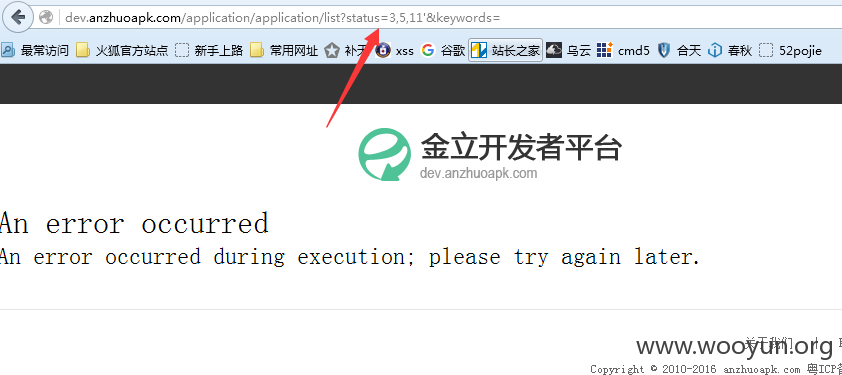 dev.anzhuoapk.com/application/application/list?status=3,5,11'&keywords=
最常访问 火狐官方站点 新手上路 常用网址 补天 xss 谷歌 站长之家 乌云 cmd5 合天 春秋 52pojie
金立开发者平台
dev.anzhuoapk.com
An error occurred
An error occurred during execution; please try again later.
关于我们 |
www.wooyun.org
Copyright © 2010-2016 anzhuoapk.com 粤ICP备